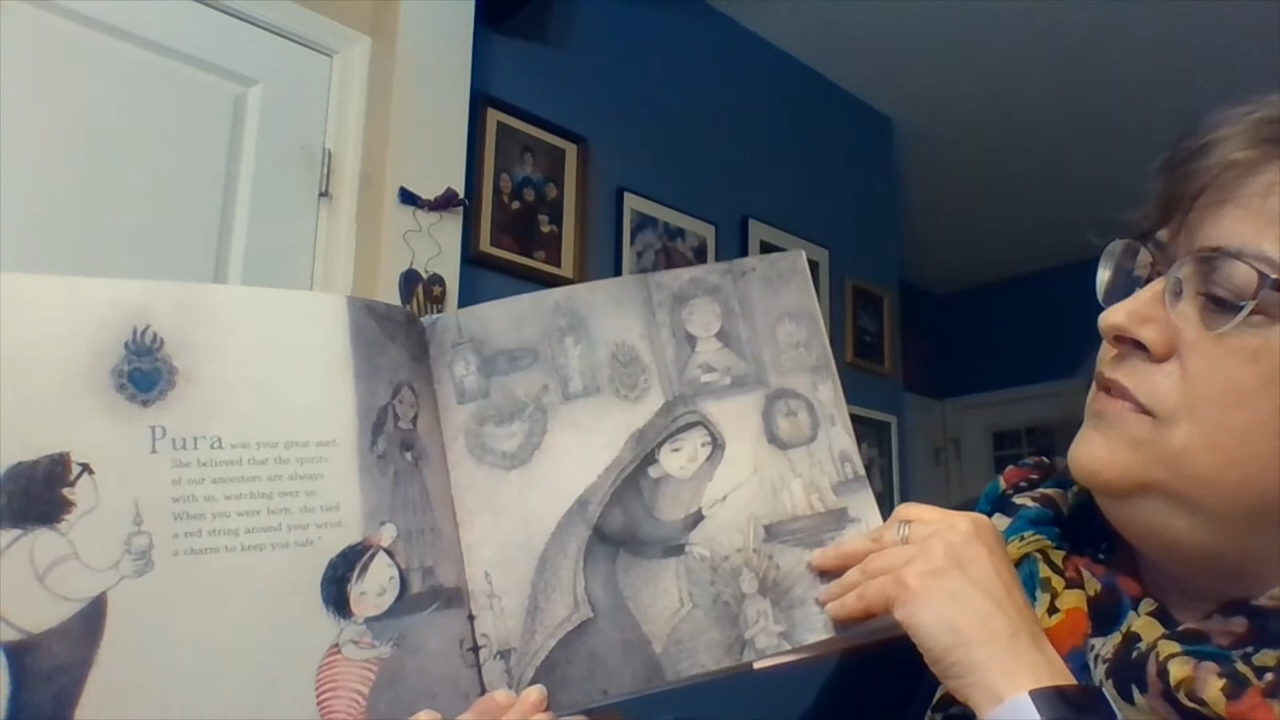 Pura was your great-aunt.
She believed that the spirits
of our ancestors are always
with us, watching over us.
When you were born, she tied
a red string around your wrist
a charm to keep you safe."